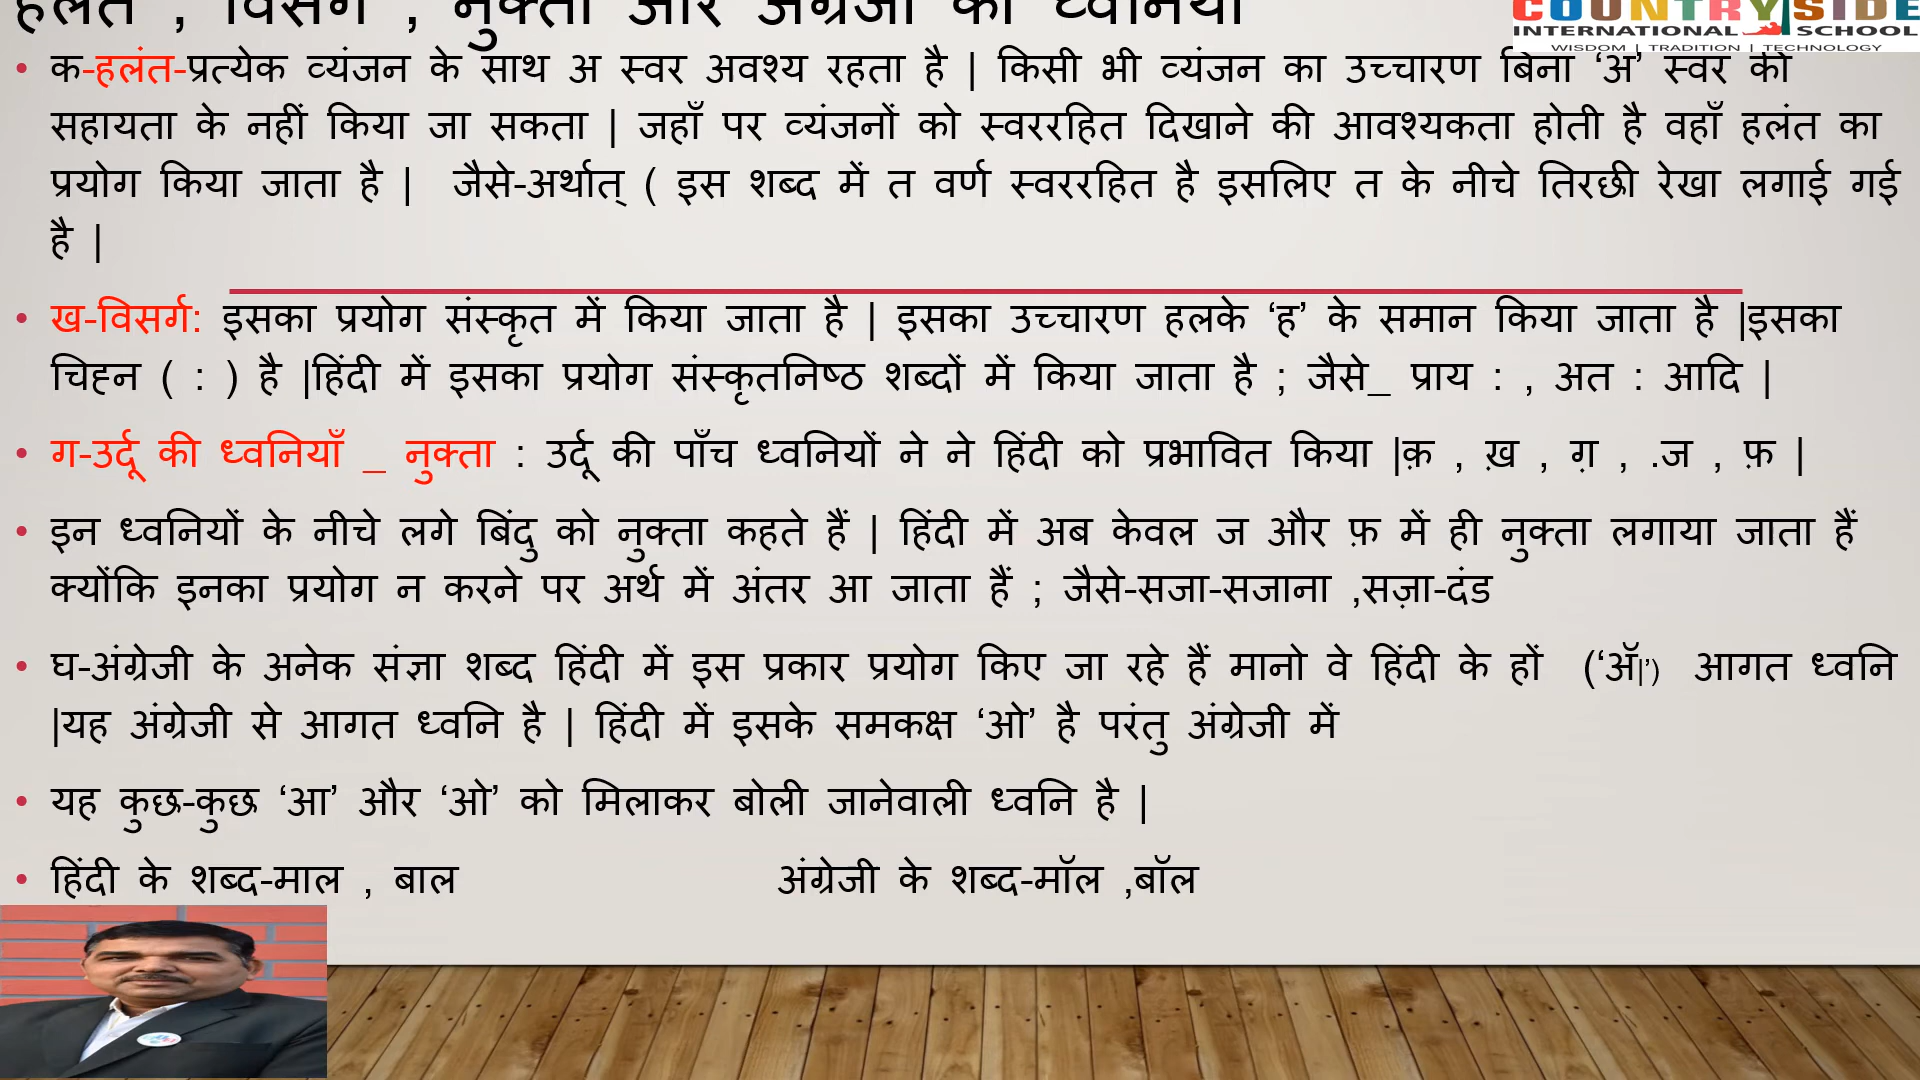 हलंत , विसर्ग , नुक्ता और अंग्रेजी की ध्वनियाँ
COUNTRYSIDE
INTERNATIONAL SCHOOL
WISDOM | TRADITION | TECHNOLOGY
• क-हलंत-प्रत्येक व्यंजन के साथ अ स्वर अवश्य रहता है | किसी भी व्यंजन का उच्चारण बिना ‘अ’ स्वर की
सहायता के नहीं किया जा सकता | जहाँ पर व्यंजनों को स्वररहित दिखाने की आवश्यकता होती है वहाँ हलंत का
प्रयोग किया जाता है | जैसे-अर्थात् ( इस शब्द में त वर्ण स्वररहित है इसलिए त के नीचे तिरछी रेखा लगाई गई
है |
• ख-विसर्ग: इसका प्रयोग संस्कृत में किया जाता है | इसका उच्चारण हलके ‘ह’ के समान किया जाता है |इसका
चिह्न ( : ) है |हिंदी में इसका प्रयोग संस्कृतनिष्ठ शब्दों में किया जाता है ; जैसे_ प्राय : , अत : आदि |
• ग-उर्दू की ध्वनियाँ _ नुक्ता : उर्दू की पाँच ध्वनियों ने ने हिंदी को प्रभावित किया |क़ , ख़ , ग़ , .ज , फ़ |
• इन ध्वनियों के नीचे लगे बिंदु को नुक्ता कहते हैं | हिंदी में अब केवल ज और फ़ में ही नुक्ता लगाया जाता हैं
क्योंकि इनका प्रयोग न करने पर अर्थ में अंतर आ जाता हैं ; जैसे-सजा-सजाना ,सज़ा-दंड
• घ-अंग्रेजी के अनेक संज्ञा शब्द हिंदी में इस प्रकार प्रयोग किए जा रहे हैं मानो वे हिंदी के हों (‘ॲ|’) आगत ध्वनि
|यह अंग्रेजी से आगत ध्वनि है | हिंदी में इसके समकक्ष ‘ओ’ है परंतु अंग्रेजी में
• यह कुछ-कुछ ‘आ’ और ‘ओ’ को मिलाकर बोली जानेवाली ध्वनि है |
• हिंदी के शब्द-माल , बाल अंग्रेजी के शब्द-मॉल ,बॉल